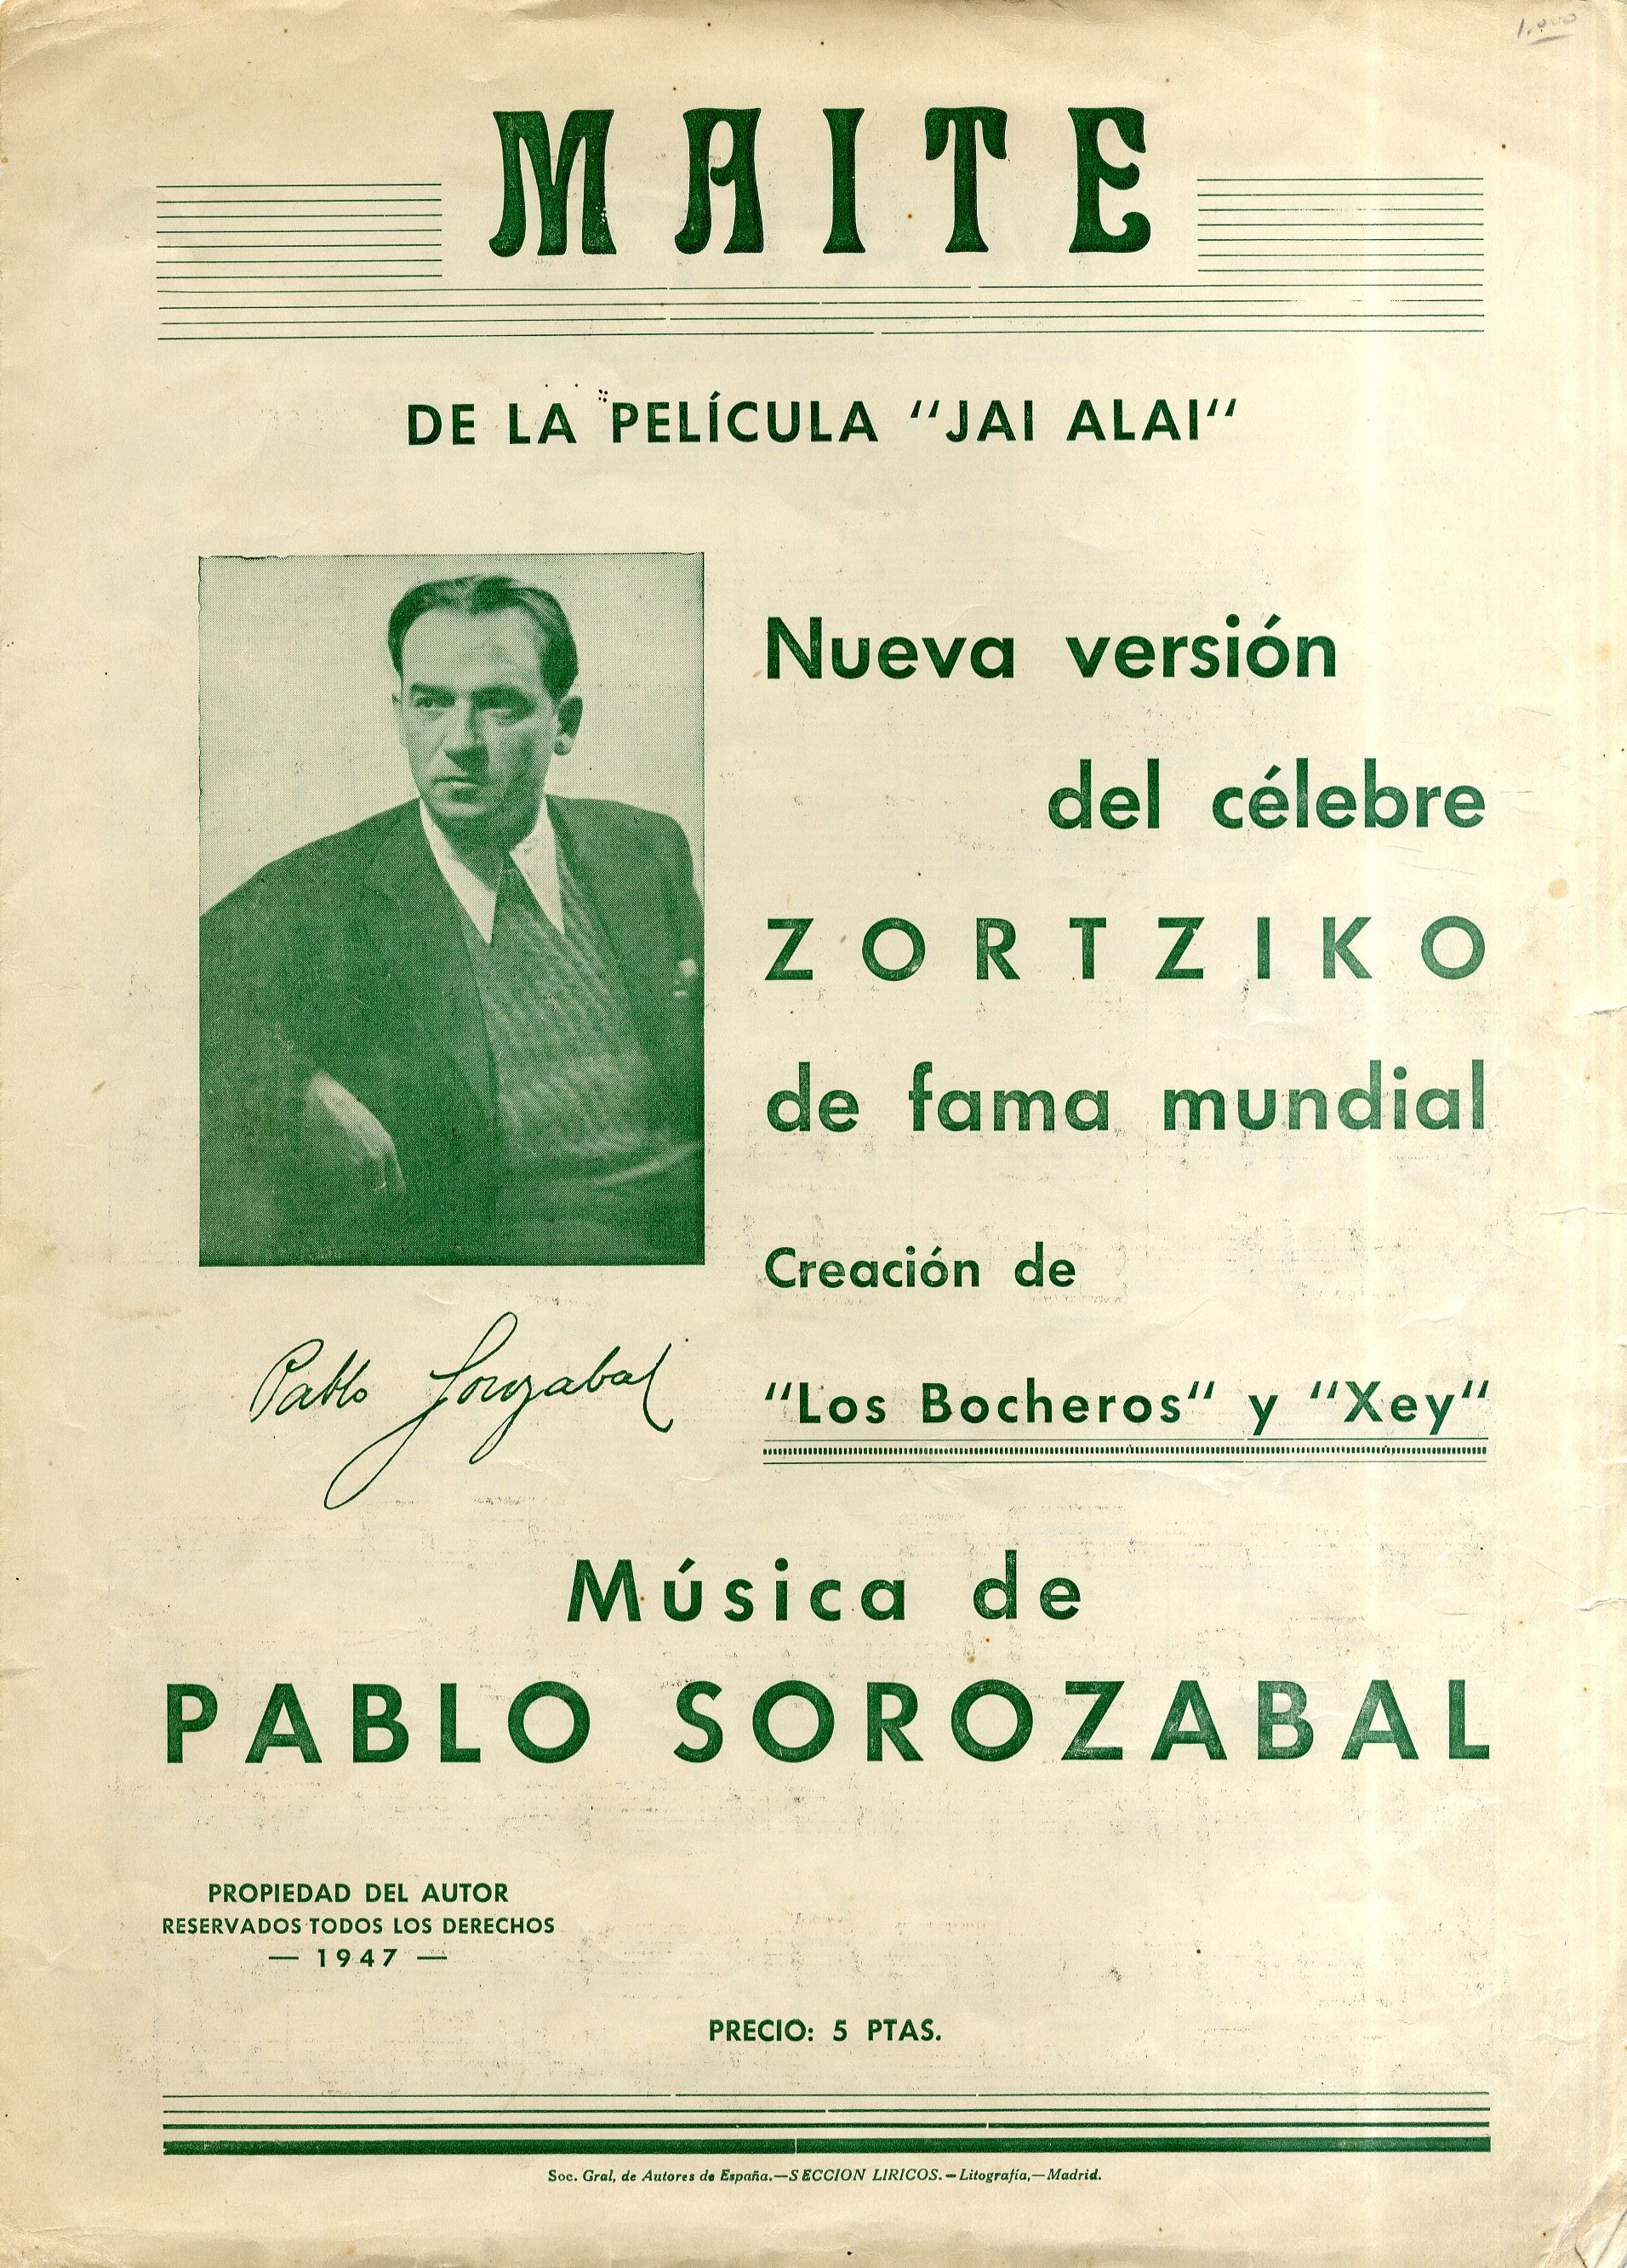 1.000
MAITE
DE LA PELÍCULA "JAI ALAI"
Nueva versión
del célebre
ZORTZIKO
de fama mundial
Creación de
"Los Bocheros" y "Xey"
Pablo Sorozabal
Música de
PABLO SOROZABAL
PROPIEDAD DEL AUTOR
RESERVADOS TODOS LOS DERECHOS
— 1947 —
PRECIO: 5 PTAS.
Soc. Gral, de Autores de España.—SECCION LIRICOS.—Litografía,—Madrid.